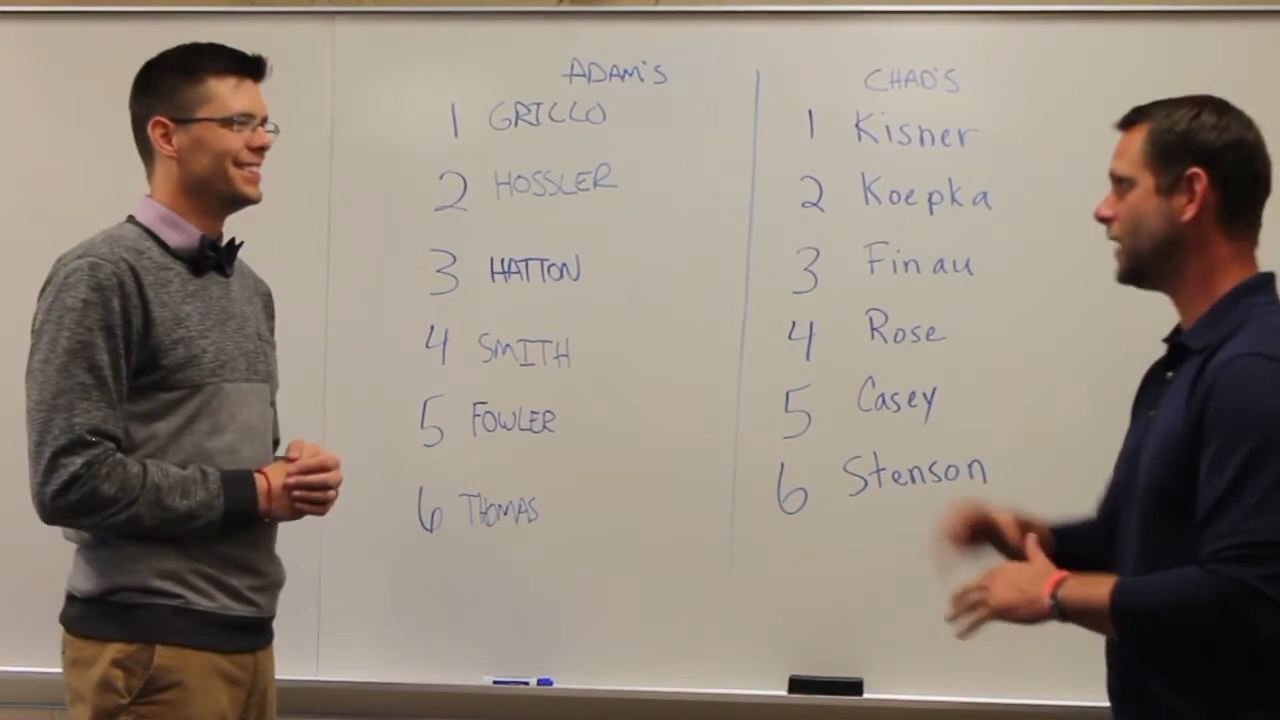 ADAM'S
1 GRILLO
2 HOSSLER
3 HATTON
4 SMITH
5 FOWLER
6 THOMAS
CHAD'S
1 Kisner
2 Koepka
3 Finau
4 Rose
5 Casey
6 Stenson